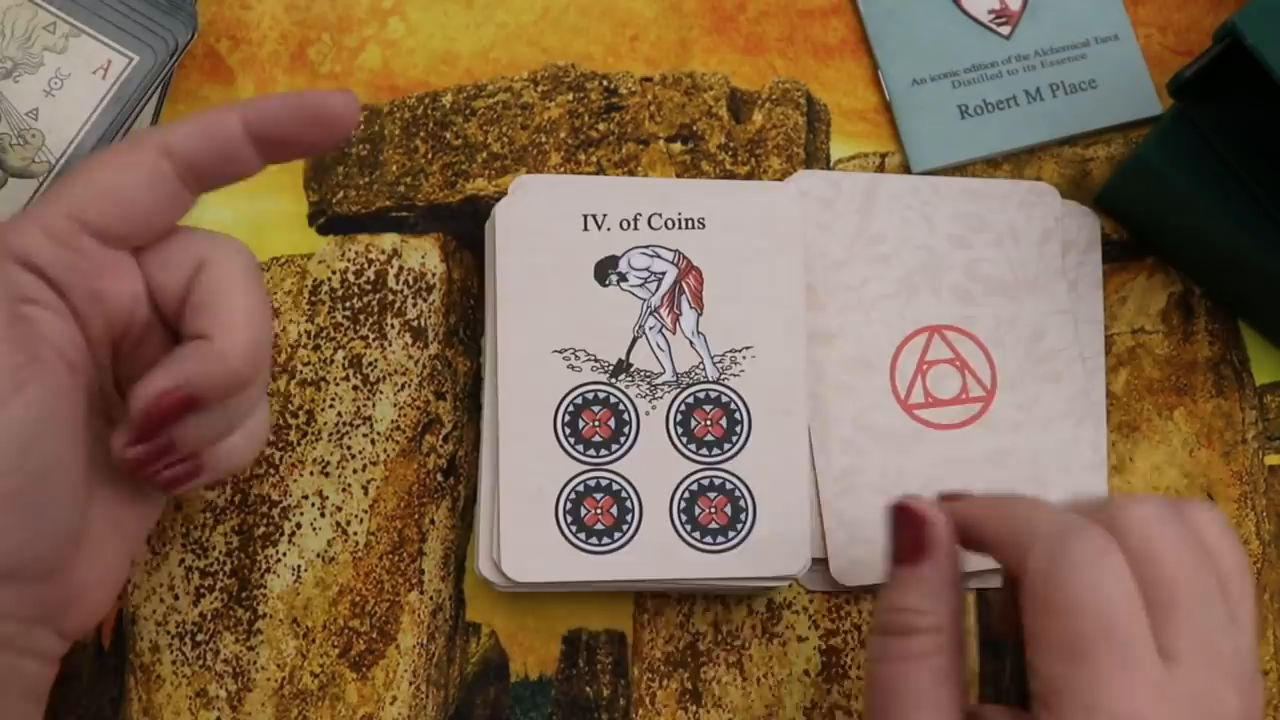 A
An iconic edition of the Alchemical Tarot
Distilled to its Essence
Robert M Place
IV. of Coins